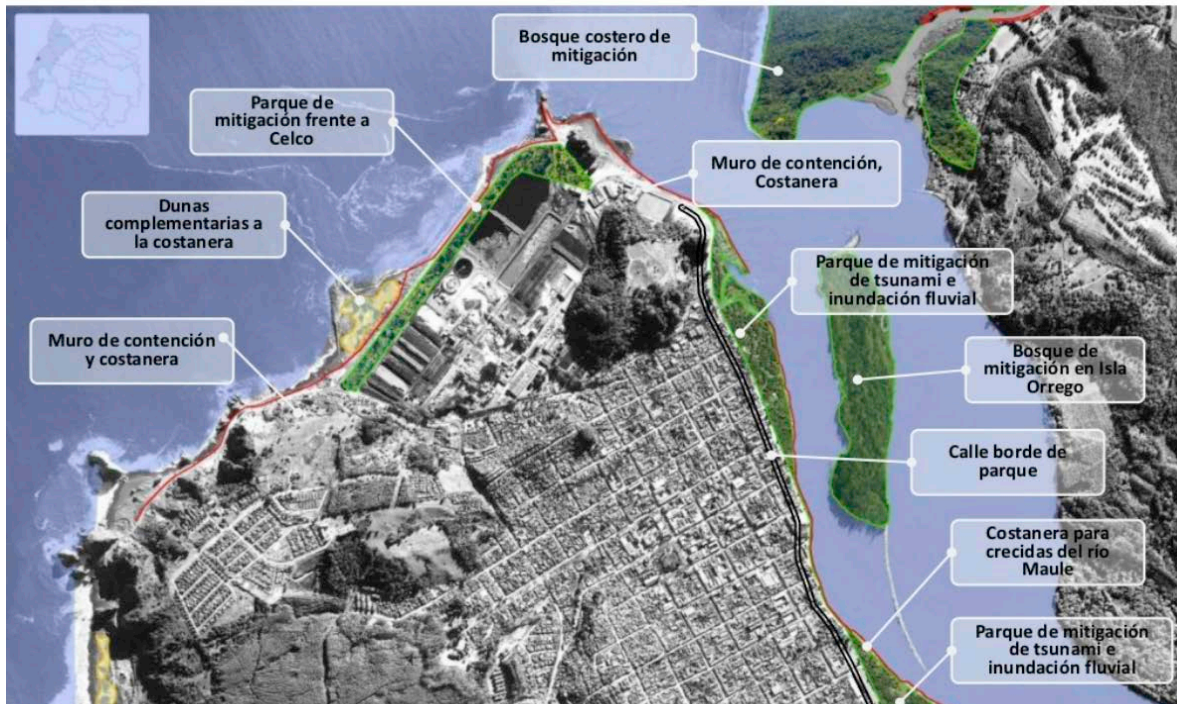 Bosque costero de
mitigación
Parque de
mitigación frente a
Celco
Muro de contención,
Costanera
Dunas
complementarias a
la costanera
Parque de mitigación
de tsunami e
inundación fluvial
Muro de contención
y costanera
Bosque de
mitigación en Isla
Orrego
Calle borde de
parque
Costanera para
crecidas del río
Maule
Parque de mitigación
de tsunami e
inundación fluvial